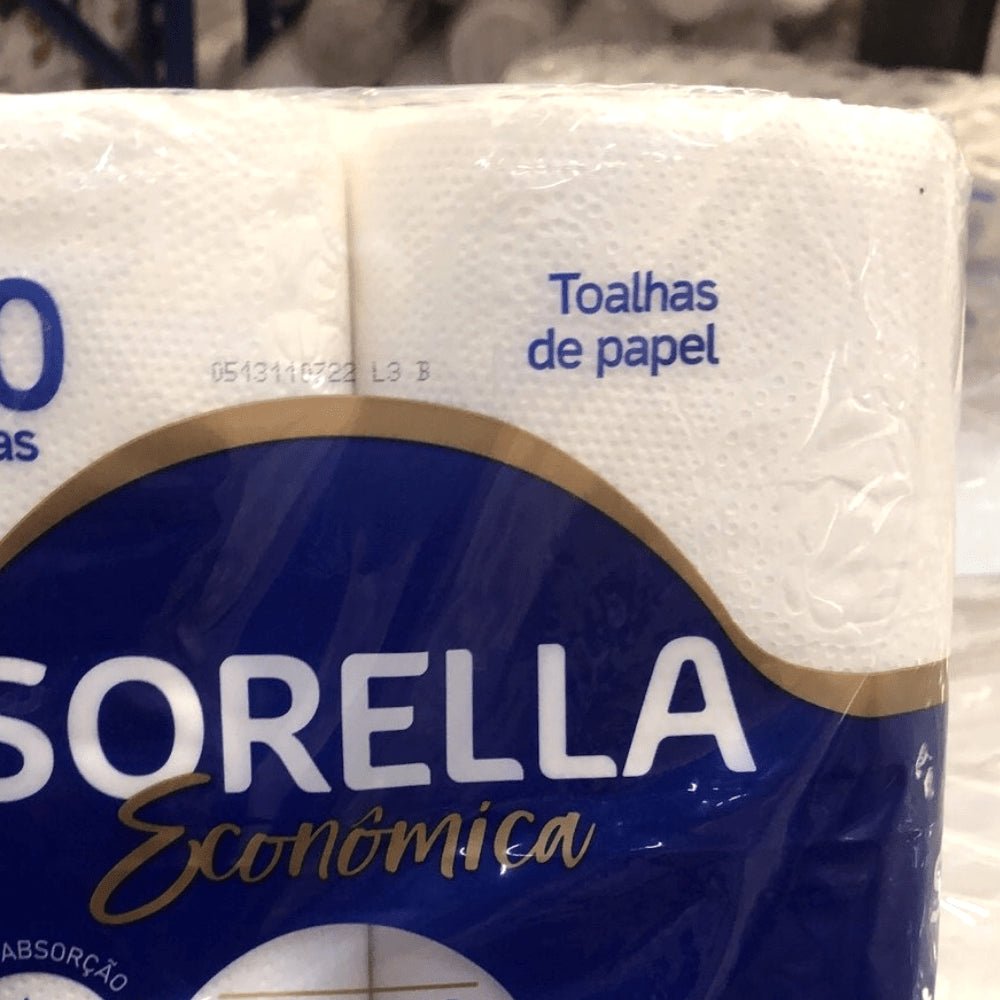 Toalhas
de papel
0
as
0513110722 L3 B
SORELLA
Econômica
ABSORÇÃO